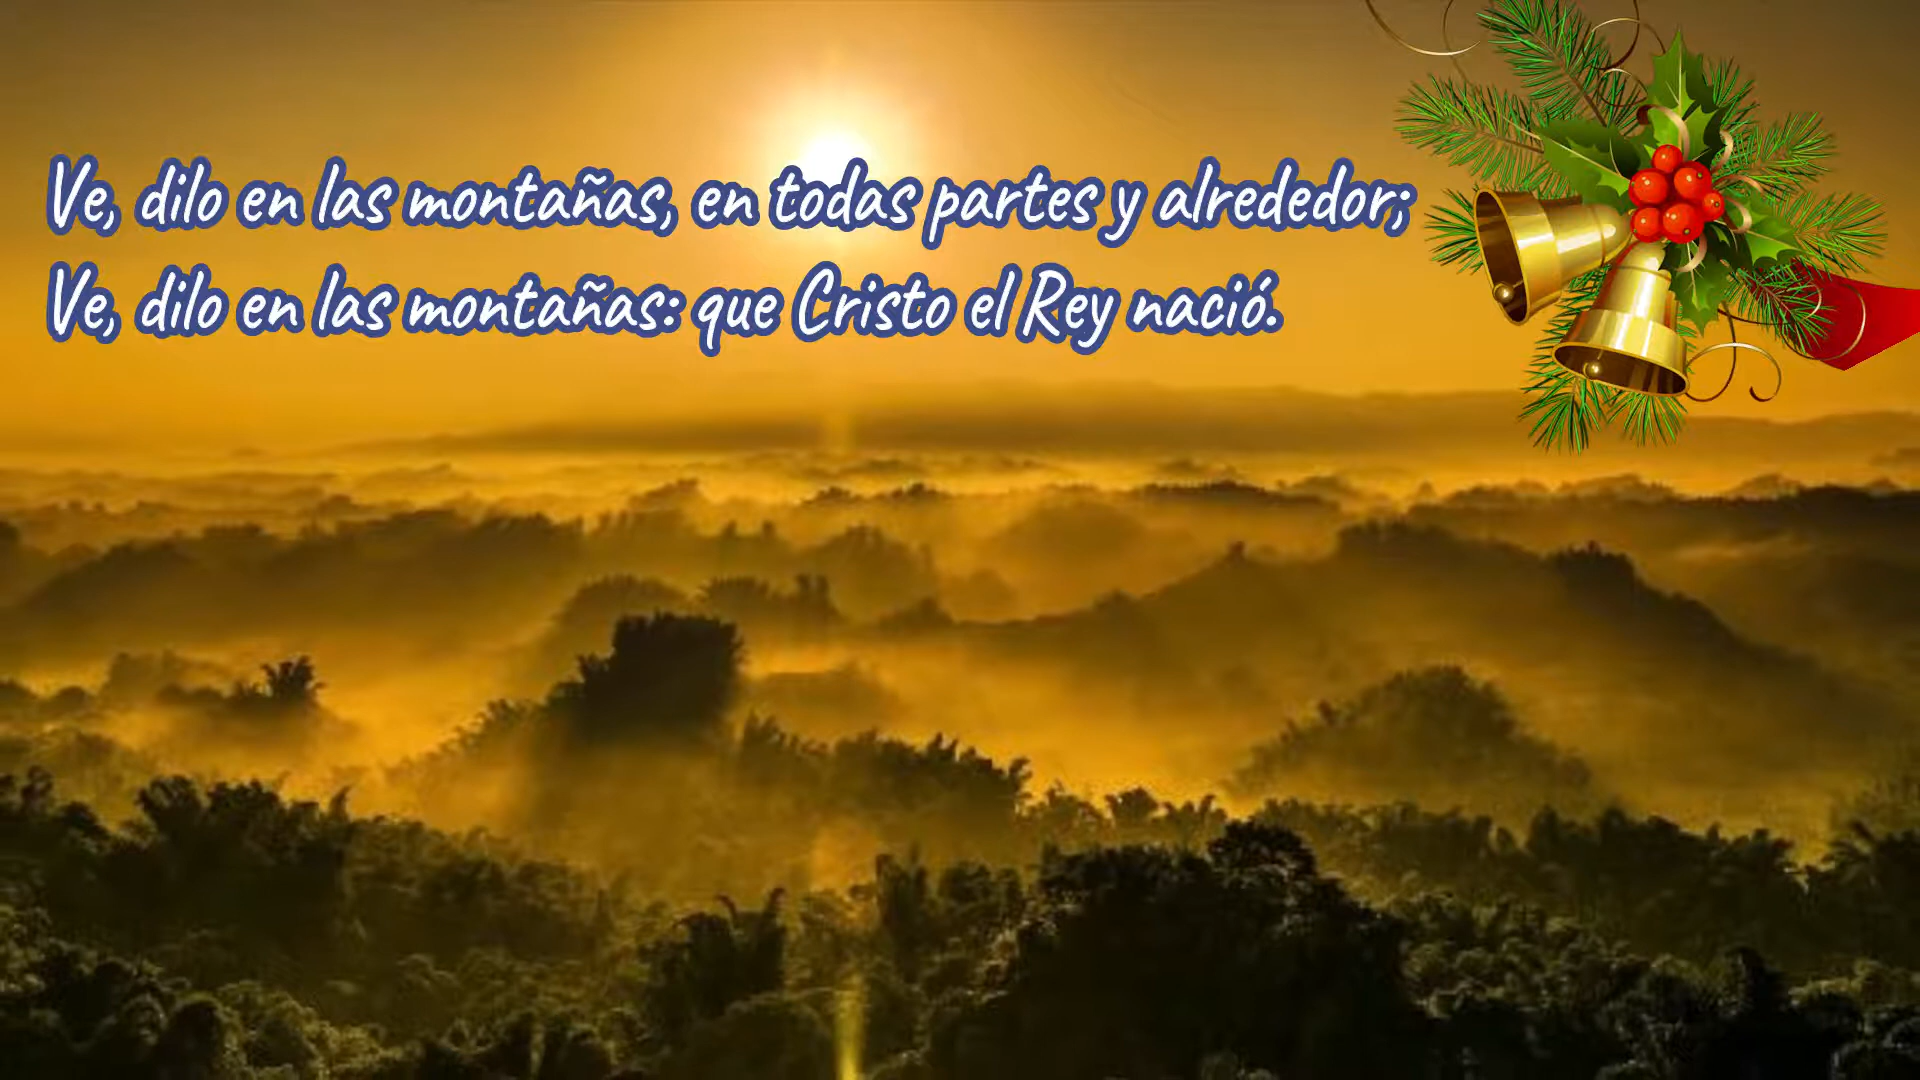 Ve, dilo en las montañas, en todas partes y alrededor;
Ve, dilo en las montañas: que Cristo el Rey nació.